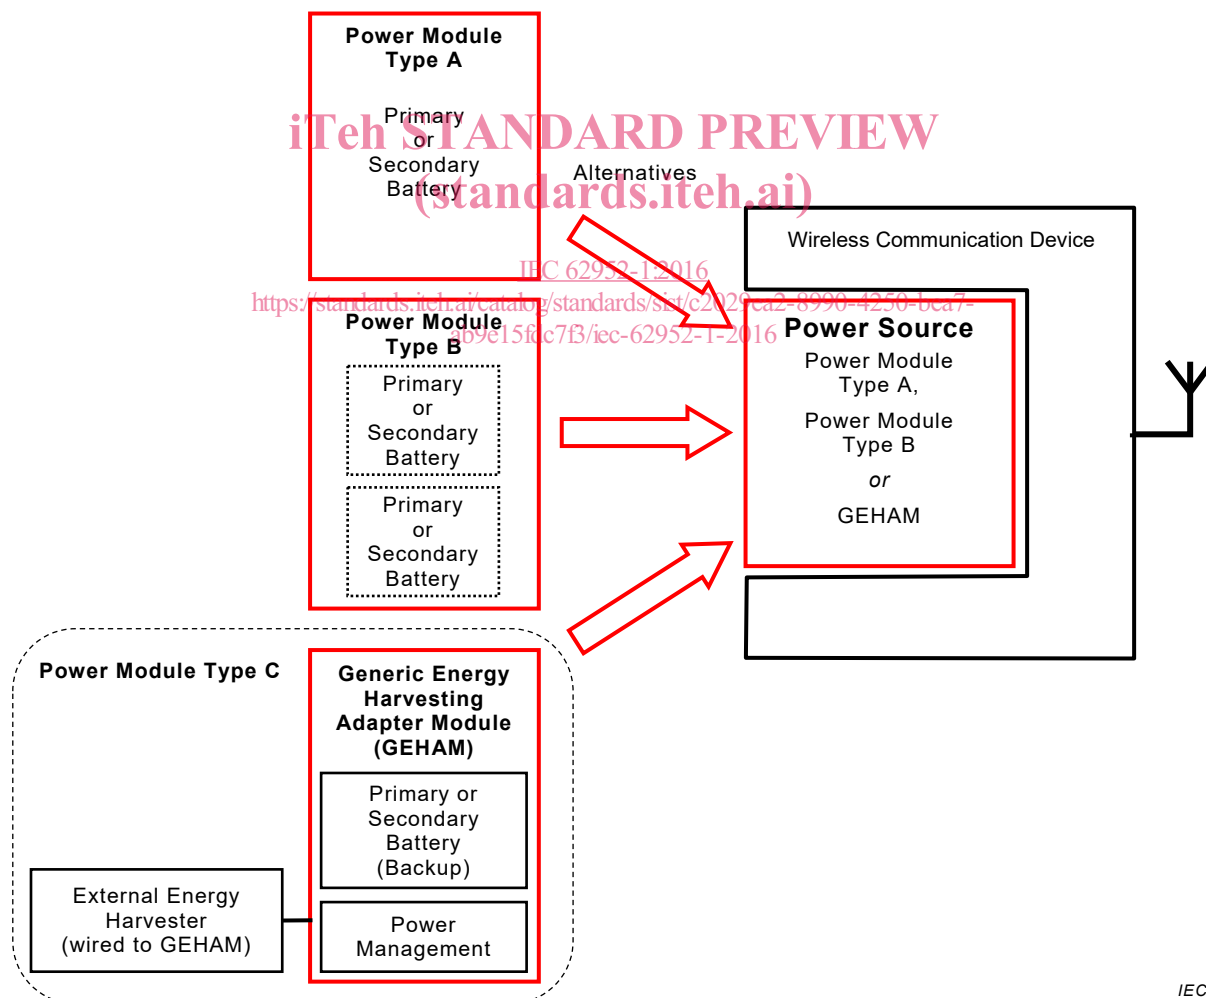 Power Module
Type A
Primary
or
Secondary
Battery
iTeh STANDARD PREVIEW
(standards.iteh.ai)
Alternatives
IEC 62952-1:2016
https://standards.iteh.ai/catalog/standards/sist/c2029ea2-8990-4250-bca7-
ab9e15fdc7f3/iec-62952-1-2016
Wireless Communication Device
Power Source
Power Module
Type A,
Power Module
Type B
or
GEHAM
Power Module
Type B
Primary
or
Secondary
Battery
Primary
or
Secondary
Battery
Power Module Type C
Generic Energy
Harvesting
Adapter Module
(GEHAM)
Primary or
Secondary
Battery
(Backup)
External Energy
Harvester
(wired to GEHAM)
Power
Management
IEC